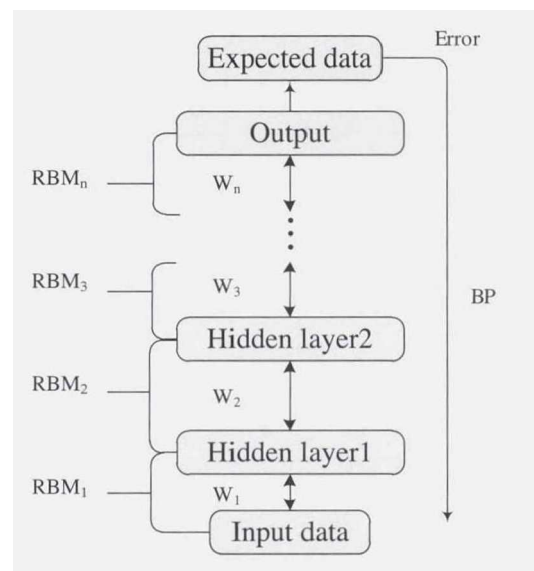 Error
Expected data
Output
RBMn
Wn
RBM3
W3
BP
Hidden layer2
RBM2
W2
Hidden layer1
RBM1
W1
Input data